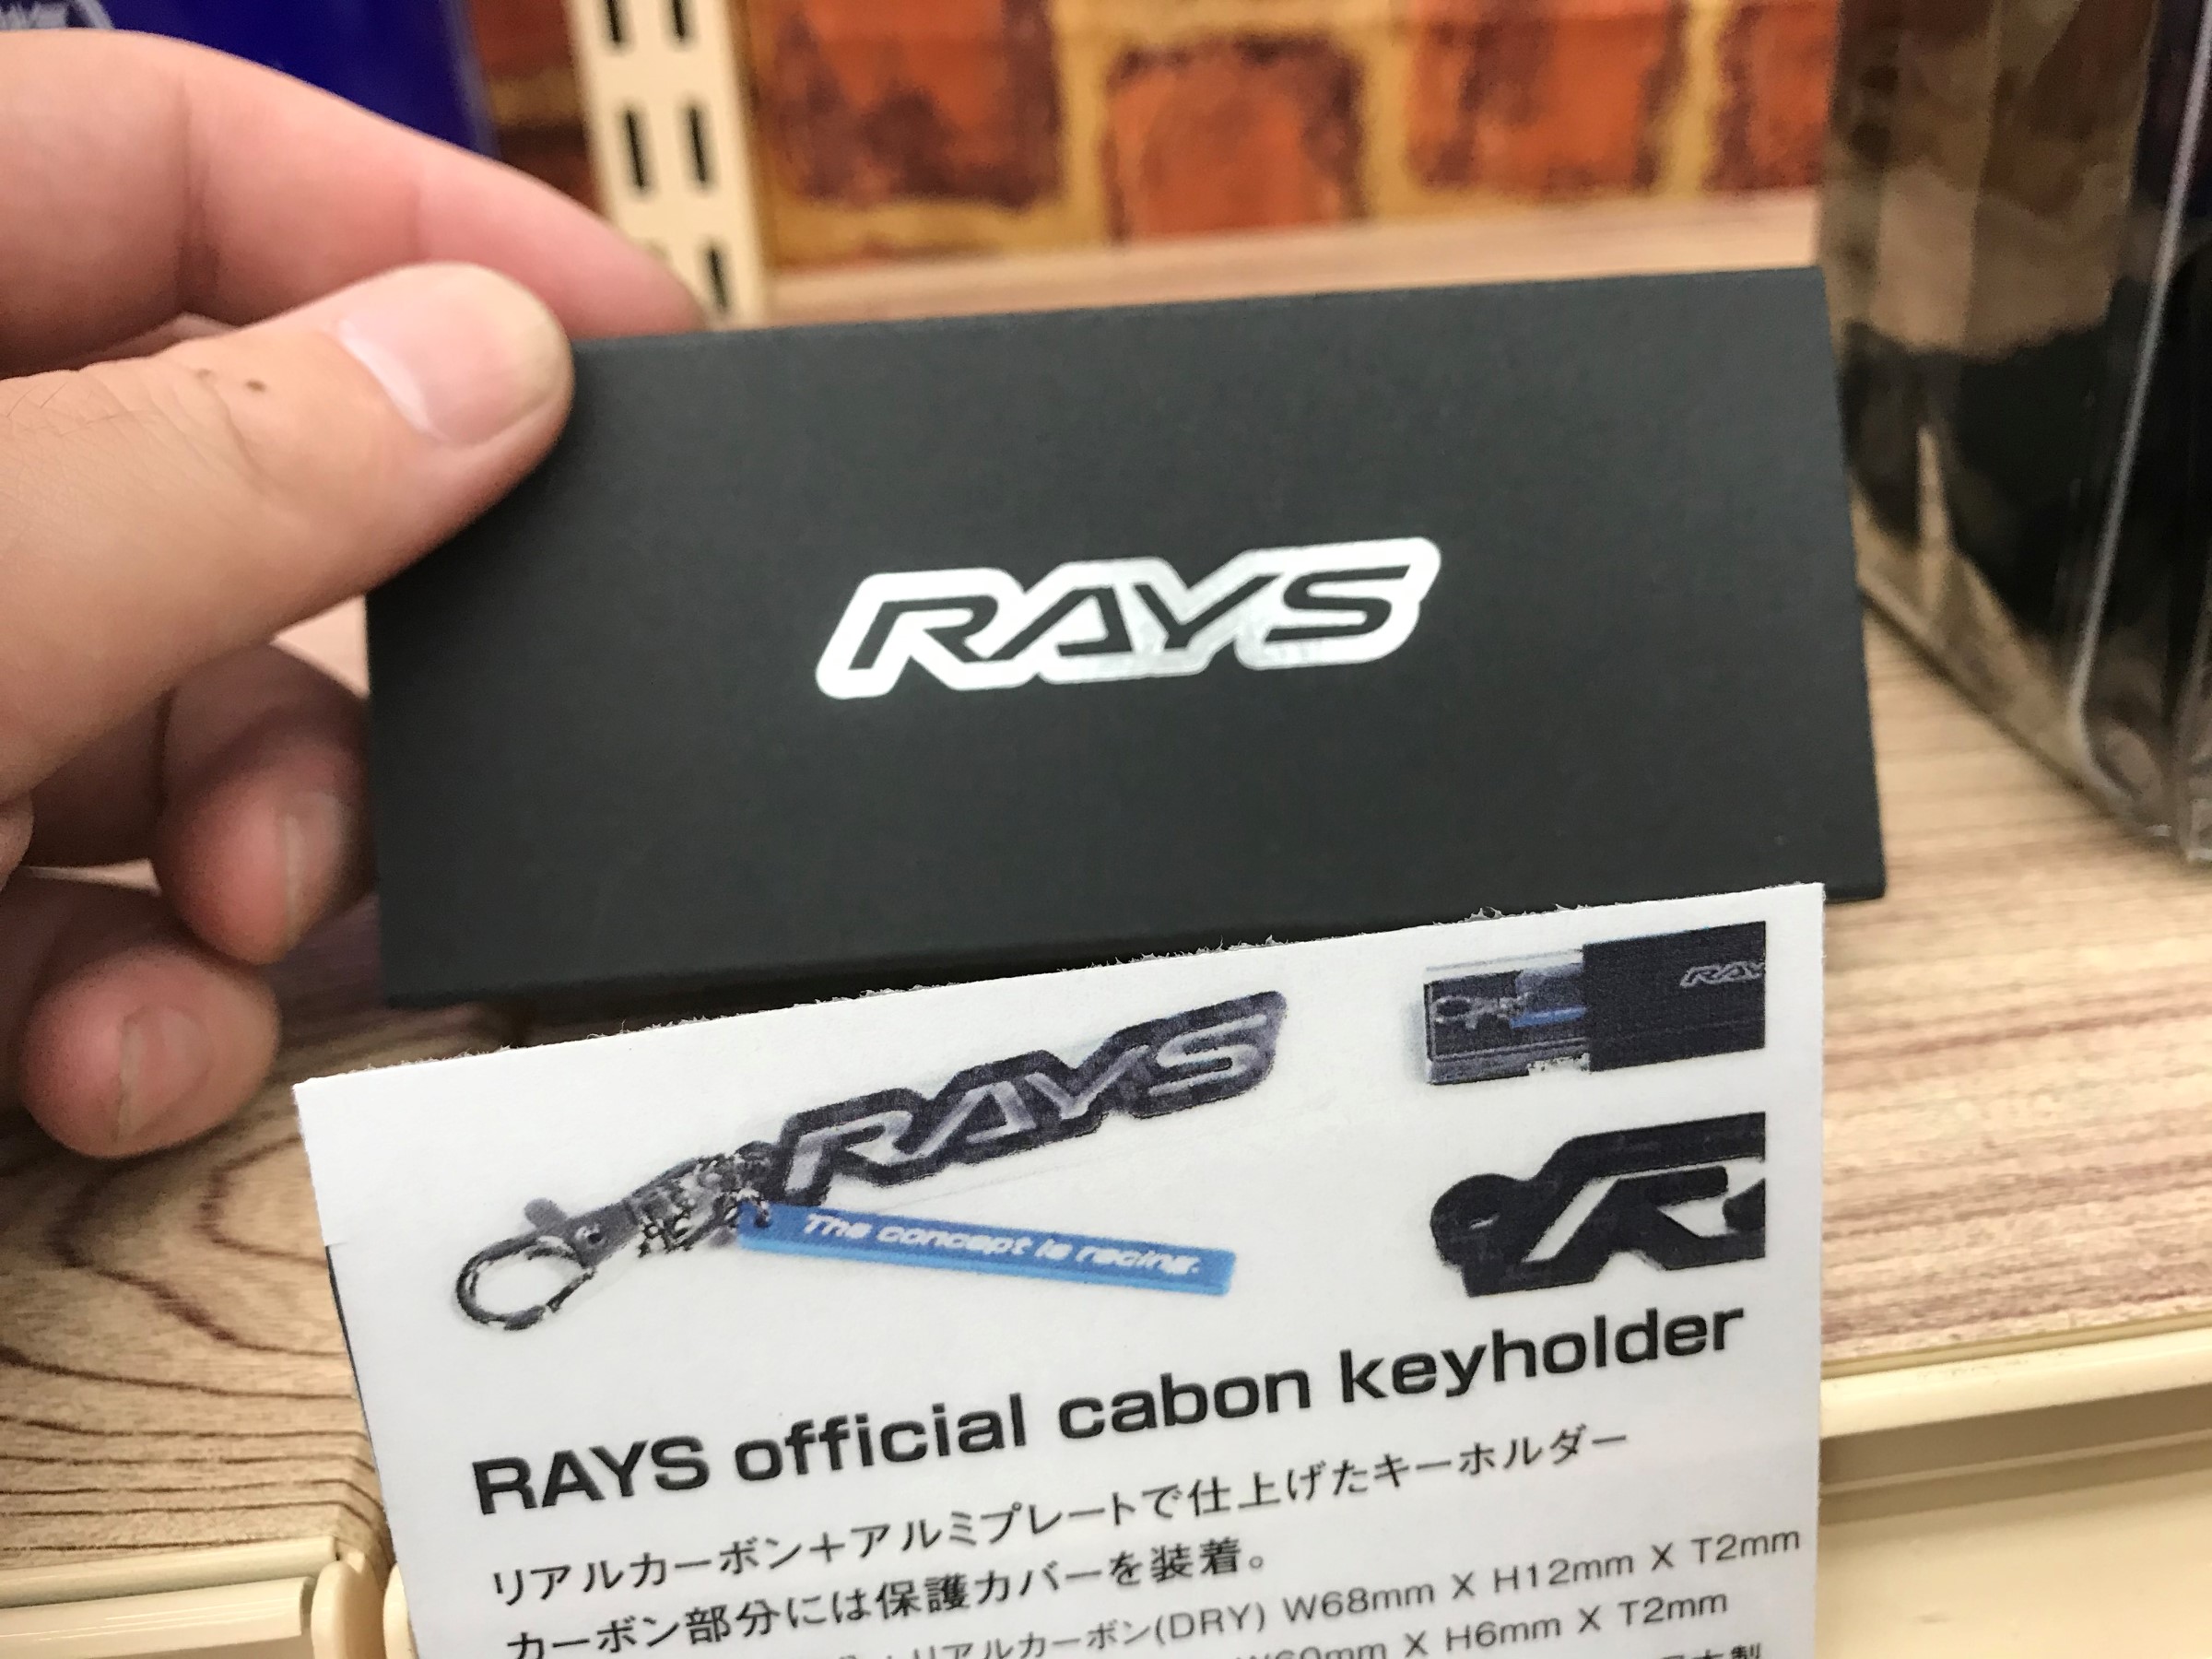 RAYS
RAYS
RAYS
The concept is racing.
RAYS official cabon keyholder
リアルカーボン+アルミプレートで仕上げたキーホルダー
カーボン部分には保護カバーを装着。
リアルカーボン(DRY) W68mm X H12mm X T2mm
W60mm X H6mm X T2mm